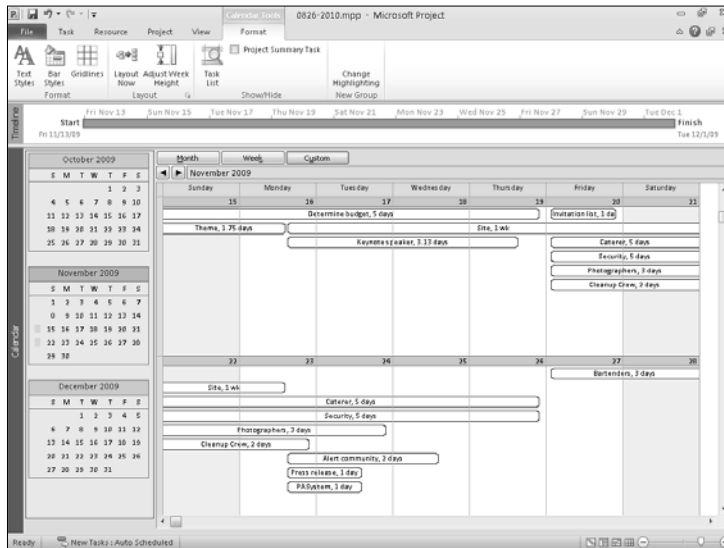 Calendar Tools 0826-2010.mpp - Microsoft Project
File Task Resource Project View Format
Text Styles
Bar Styles
Gridlines
Layout Now
Adjust Week Height
Task List
Project Summary Task
Change Highlighting
Format Layout Show/Hide New Group
Timeline
Fri Nov 13 Sun Nov 15 Tue Nov 17 Thu Nov 19 Sat Nov 21 Mon Nov 23 Wed Nov 25 Fri Nov 27 Sun Nov 29 Tue Dec 1
Start Finish
Fri 11/13/09 Tue 12/1/09
Calendar
October 2009
S M T W T F S
1 2 3
4 5 6 7 8 9 10
11 12 13 14 15 16 17
18 19 20 21 22 23 24
25 26 27 28 29 30 31
November 2009
S M T W T F S
1 2 3 4 5 6 7
8 9 10 11 12 13 14
15 16 17 18 19 20 21
22 23 24 25 26 27 28
29 30
December 2009
S M T W T F S
1 2 3 4 5
6 7 8 9 10 11 12
13 14 15 16 17 18 19
20 21 22 23 24 25 26
27 28 29 30 31
Month Week Custom
November 2009
Sunday Monday Tuesday Wednesday Thursday Friday Saturday
15 16 17 18 19 20 21
Determine budget, 5 days Invitation list, 1 da
Theme, 1.75 days Site, 1 wk
Keynote speaker, 3.13 days Caterer, 5 days
Security, 5 days
Photographers, 3 days
Cleanup Crew, 2 days
22 23 24 25 26 27 28
Bartenders, 3 days
Site, 1 wk
Caterer, 5 days
Security, 5 days
Photographers, 3 days
Cleanup Crew, 2 days
Alert community, 2 days
Press release, 1 day
PA System, 1 day
Ready New Tasks : Auto Scheduled